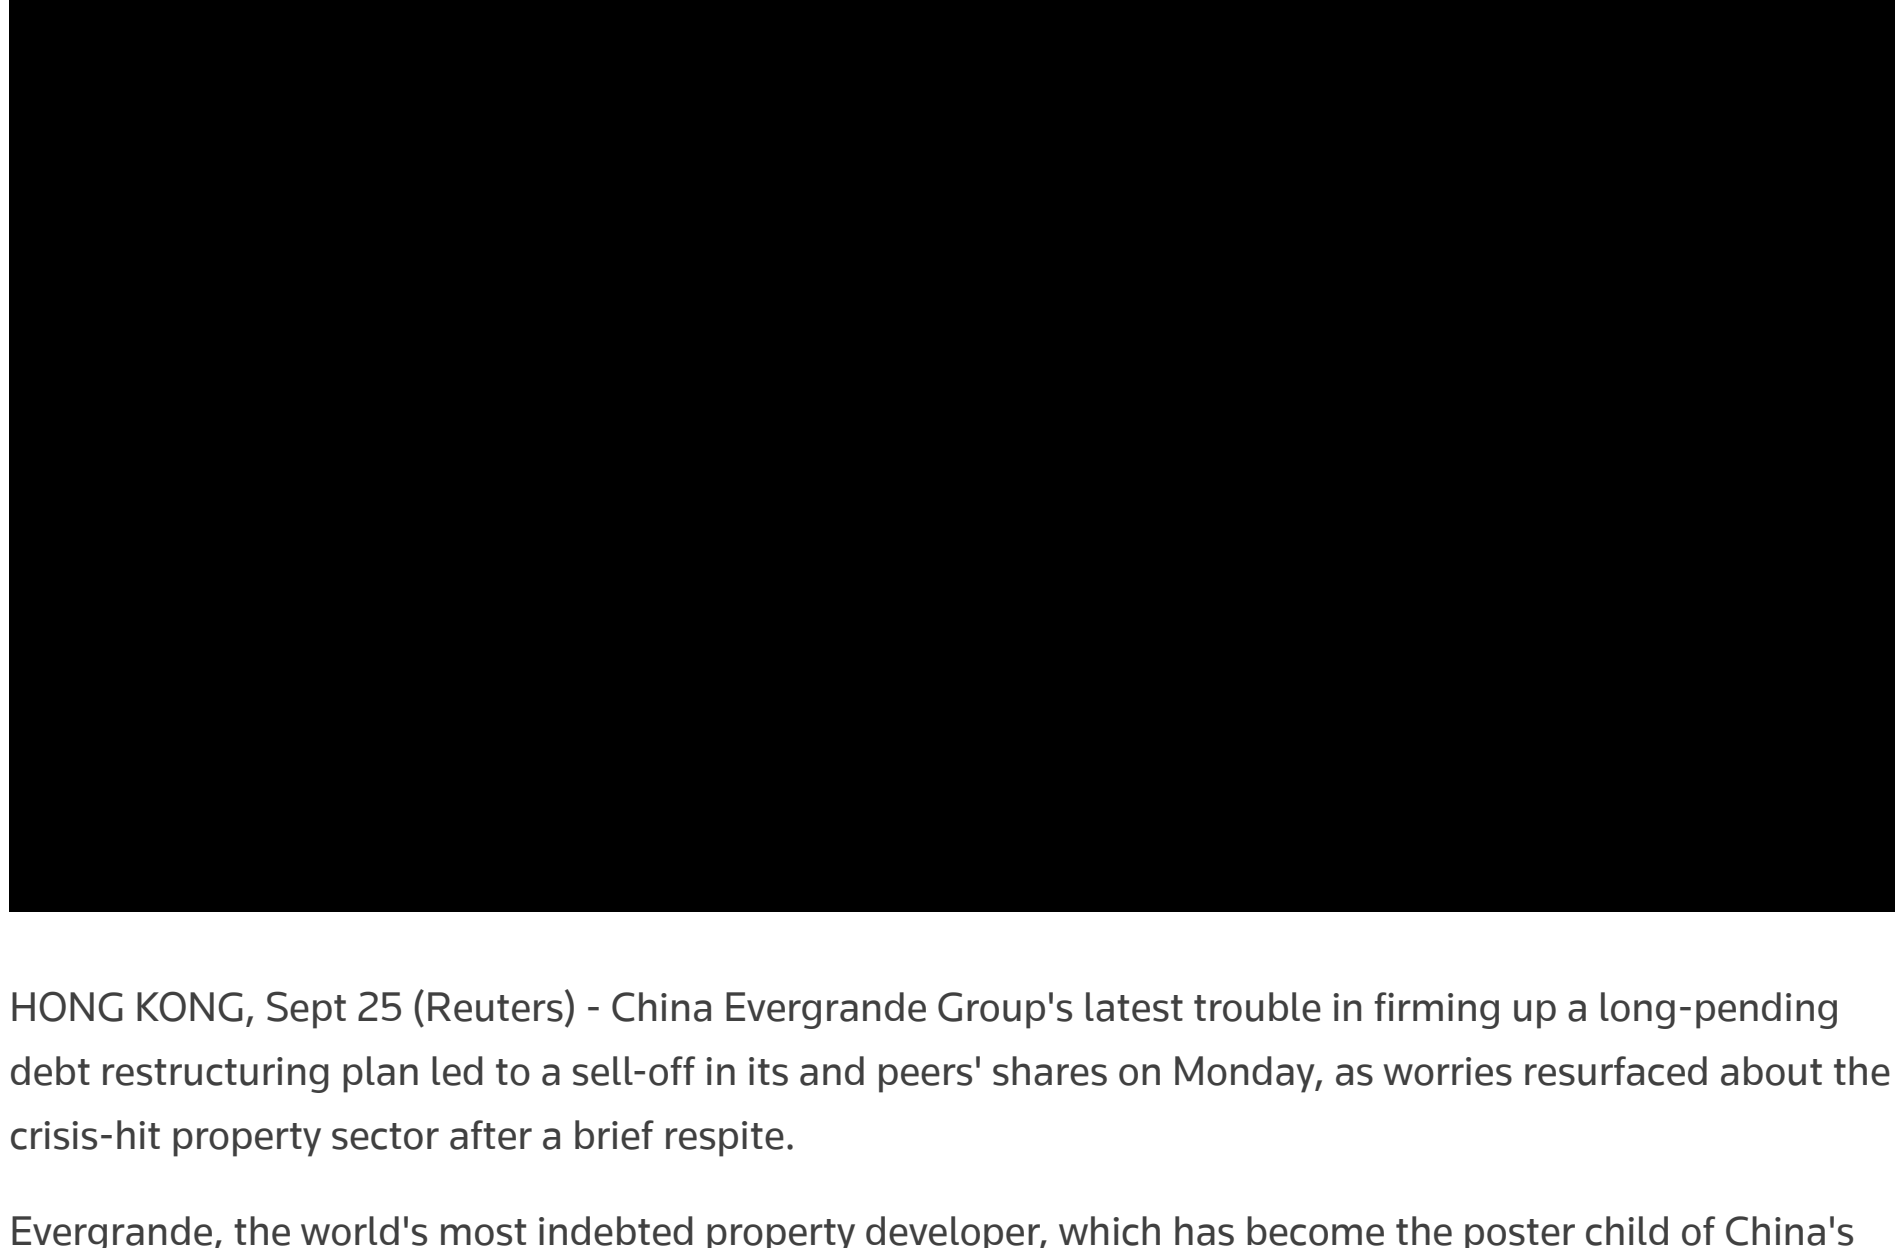 HONG KONG, Sept 25 (Reuters) - China Evergrande Group's latest trouble in firming up a long-pending
debt restructuring plan led to a sell-off in its and peers' shares on Monday, as worries resurfaced about the
crisis-hit property sector after a brief respite.
Evergrande, the world's most indebted property developer, which has become the poster child of China's